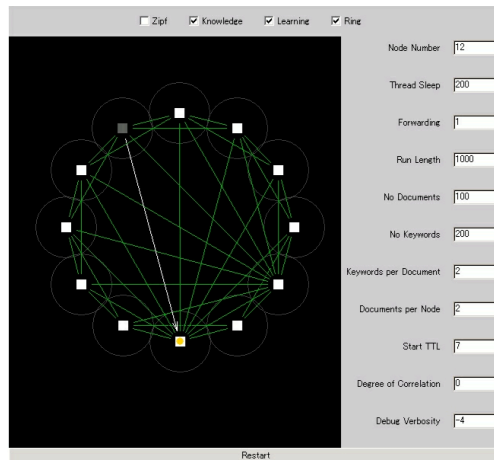 Zipf Knowledge Learning Ring
Node Number 12
Thread Sleep 200
Forwarding 1
Run Length 1000
No Documents 100
No Keywords 200
Keywords per Document 2
Documents per Node 2
Start TTL 7
Degree of Correlation 0
Debug Verbosity -4
Restart